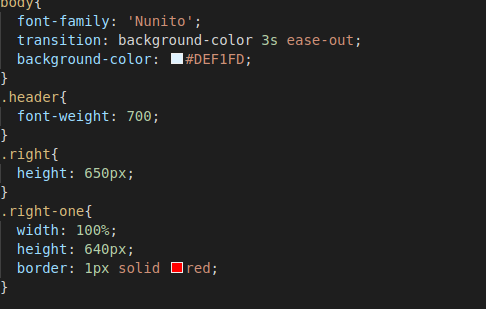 body{
  font-family: 'Nunito';
  transition: background-color 3s ease-out;
  background-color: #DEF1FD;
}
.header{
  font-weight: 700;
}
.right{
  height: 650px;
}
.right-one{
  width: 100%;
  height: 640px;
  border: 1px solid red;
}